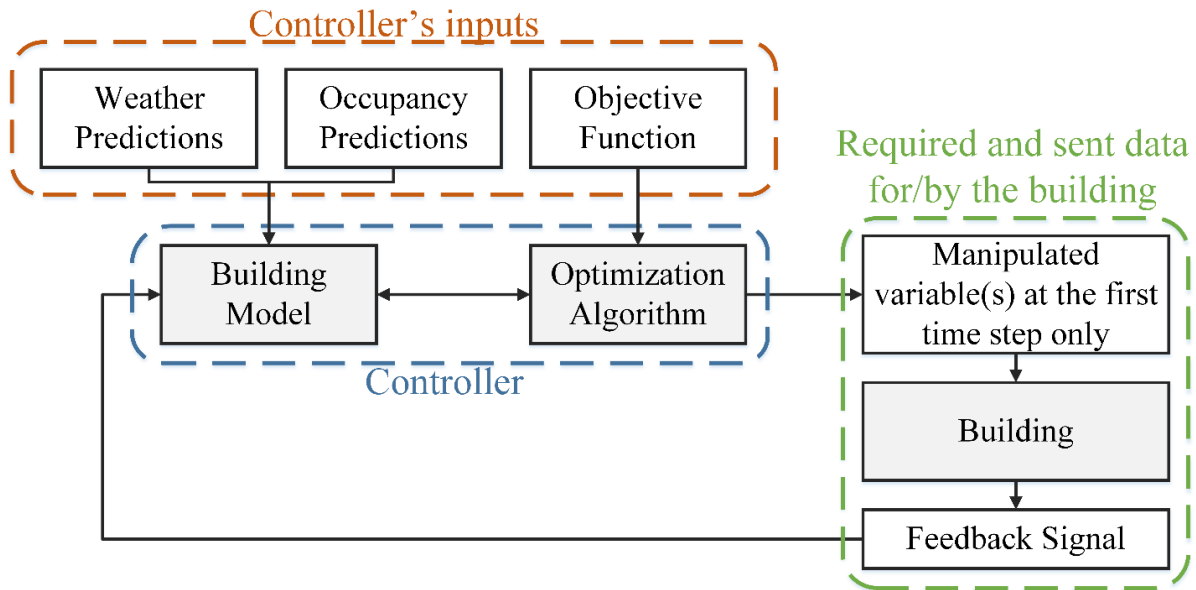 Controller's inputs
Weather
Predictions
Occupancy
Predictions
Objective
Function
Required and sent data
for/by the building
Building
Model
Optimization
Algorithm
Controller
Manipulated
variable(s) at the first
time step only
Building
Feedback Signal